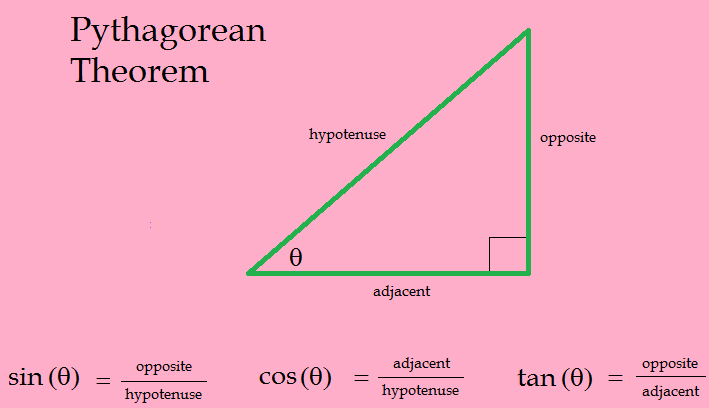 Pythagorean
Theorem
hypotenuse
opposite
θ
adjacent
sin (θ) = opposite / hypotenuse
cos(θ) = adjacent / hypotenuse
tan (θ) = opposite / adjacent